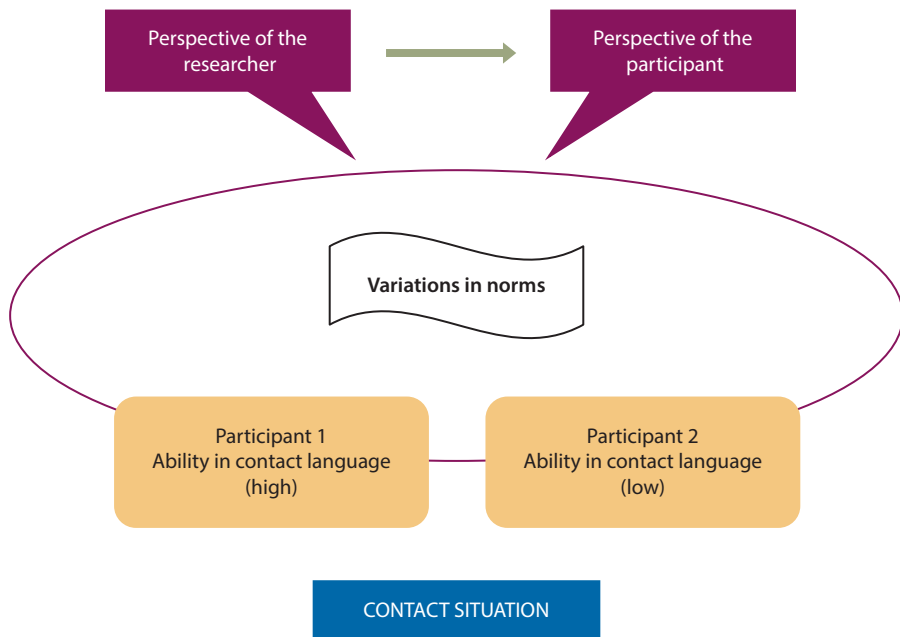 Perspective of the
researcher
Perspective of the
participant
Variations in norms
Participant 1
Ability in contact language
(high)
Participant 2
Ability in contact language
(low)
CONTACT SITUATION